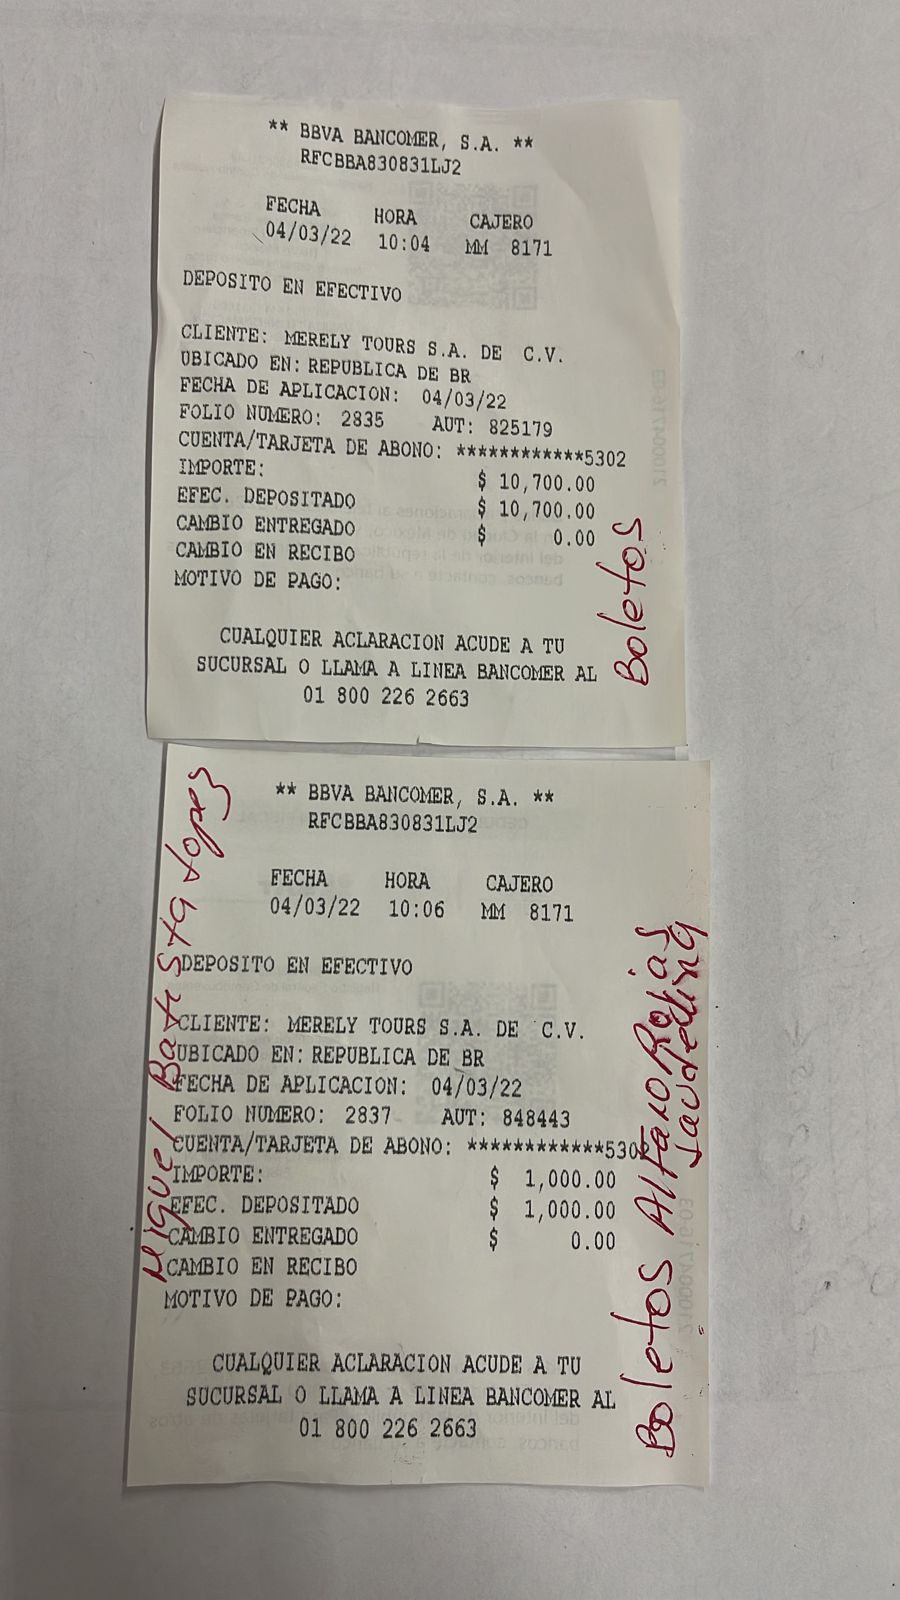 ** BBVA BANCOMER, S.A. **
RFCBBA830831LJ2
FECHA HORA CAJERO
04/03/22 10:04 MM 8171
DEPOSITO EN EFECTIVO
CLIENTE: MERELY TOURS S.A. DE C.V.
UBICADO EN: REPUBLICA DE BR
FECHA DE APLICACION: 04/03/22
FOLIO NUMERO: 2835 AUT: 825179
CUENTA/TARJETA DE ABONO: ************5302
IMPORTE: $ 10,700.00
EFEC. DEPOSITADO $ 10,700.00
CAMBIO ENTREGADO $ 0.00
CAMBIO EN RECIBO
MOTIVO DE PAGO:
CUALQUIER ACLARACION ACUDE A TU
SUCURSAL O LLAMA A LINEA BANCOMER AL
01 800 226 2663
Boletos
** BBVA BANCOMER, S.A. **
RFCBBA830831LJ2
FECHA HORA CAJERO
04/03/22 10:06 MM 8171
DEPOSITO EN EFECTIVO
CLIENTE: MERELY TOURS S.A. DE C.V.
UBICADO EN: REPUBLICA DE BR
FECHA DE APLICACION: 04/03/22
FOLIO NUMERO: 2837 AUT: 848443
CUENTA/TARJETA DE ABONO: ************5302
IMPORTE: $ 1,000.00
EFEC. DEPOSITADO $ 1,000.00
CAMBIO ENTREGADO $ 0.00
CAMBIO EN RECIBO
MOTIVO DE PAGO:
CUALQUIER ACLARACION ACUDE A TU
SUCURSAL O LLAMA A LINEA BANCOMER AL
01 800 226 2663
Miguel Batista Lopes
Boletos Alfaro Rojas